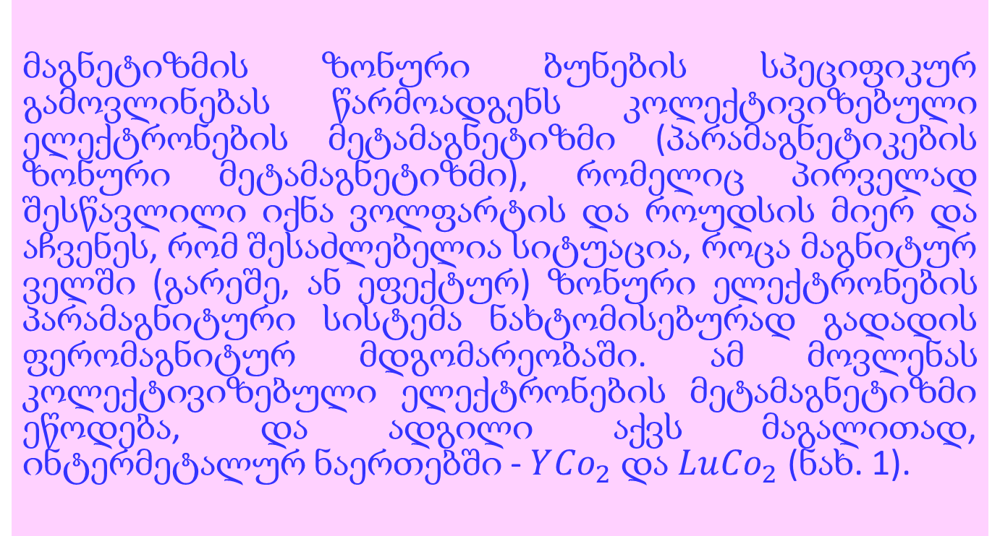 მაგნეტიზმის ზონური ბუნების სპეციფიკურ
გამოვლინებას წარმოადგენს კოლექტივიზებული
ელექტრონების მეტამაგნეტიზმი (პარამაგნეტიკების
ზონური მეტამაგნეტიზმი), რომელიც პირველად
შესწავლილი იქნა ვოლფარტის და როუდსის მიერ და
აჩვენეს, რომ შესაძლებელია სიტუაცია, როცა მაგნიტურ
ველში (გარეშე, ან ეფექტურ) ზონური ელექტრონების
პარამაგნიტური სისტემა ნახტომისებურად გადადის
ფერომაგნიტურ მდგომარეობაში. ამ მოვლენას
კოლექტივიზებული ელექტრონების მეტამაგნეტიზმი
ეწოდება, და ადგილი აქვს მაგალითად,
ინტერმეტალურ ნაერთებში - YCo₂ და LuCo₂ (ნახ. 1).